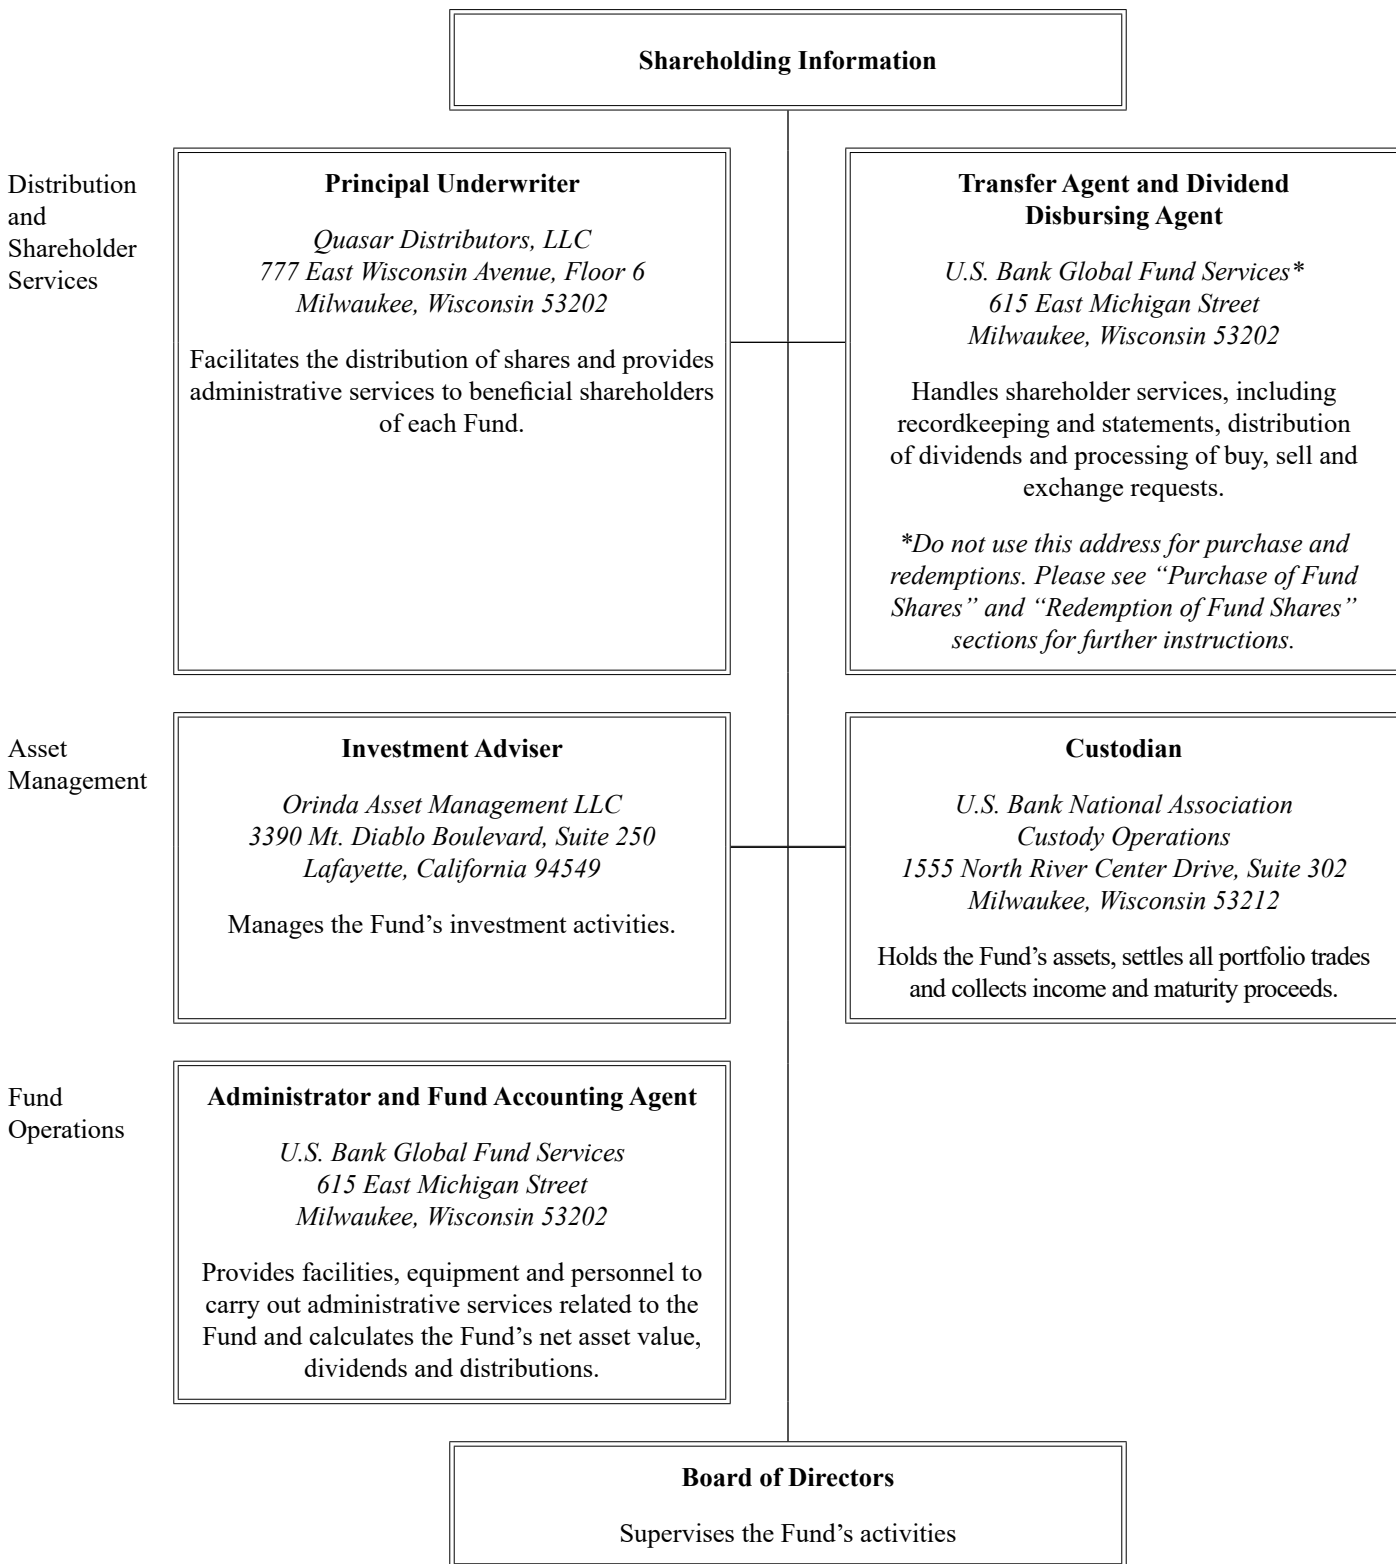 Shareholding Information
Distribution
and
Shareholder
Services
Principal Underwriter
Quasar Distributors, LLC
777 East Wisconsin Avenue, Floor 6
Milwaukee, Wisconsin 53202
Facilitates the distribution of shares and provides
administrative services to beneficial shareholders
of each Fund.
Transfer Agent and Dividend
Disbursing Agent
U.S. Bank Global Fund Services*
615 East Michigan Street
Milwaukee, Wisconsin 53202
Handles shareholder services, including
recordkeeping and statements, distribution
of dividends and processing of buy, sell and
exchange requests.
*Do not use this address for purchase and
redemptions. Please see “Purchase of Fund
Shares” and “Redemption of Fund Shares”
sections for further instructions.
Asset
Management
Investment Adviser
Orinda Asset Management LLC
3390 Mt. Diablo Boulevard, Suite 250
Lafayette, California 94549
Manages the Fund’s investment activities.
Custodian
U.S. Bank National Association
Custody Operations
1555 North River Center Drive, Suite 302
Milwaukee, Wisconsin 53212
Holds the Fund’s assets, settles all portfolio trades
and collects income and maturity proceeds.
Fund
Operations
Administrator and Fund Accounting Agent
U.S. Bank Global Fund Services
615 East Michigan Street
Milwaukee, Wisconsin 53202
Provides facilities, equipment and personnel to
carry out administrative services related to the
Fund and calculates the Fund’s net asset value,
dividends and distributions.
Board of Directors
Supervises the Fund’s activities